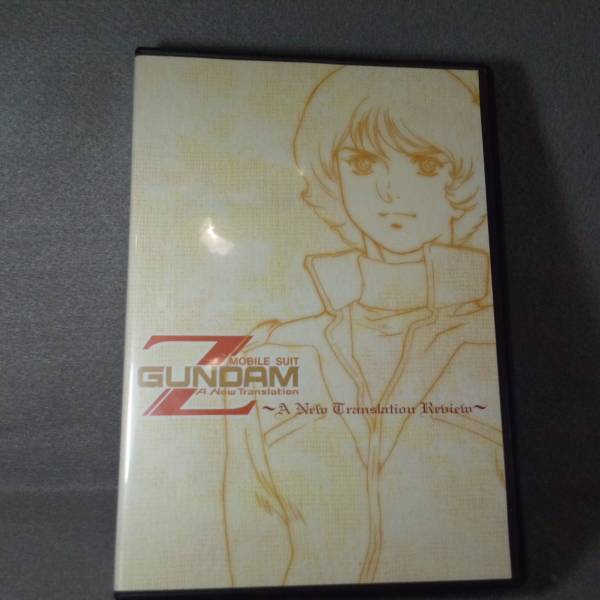 Z
MOBILE SUIT
GUNDAM
A New Translation
~A New Translation Review~